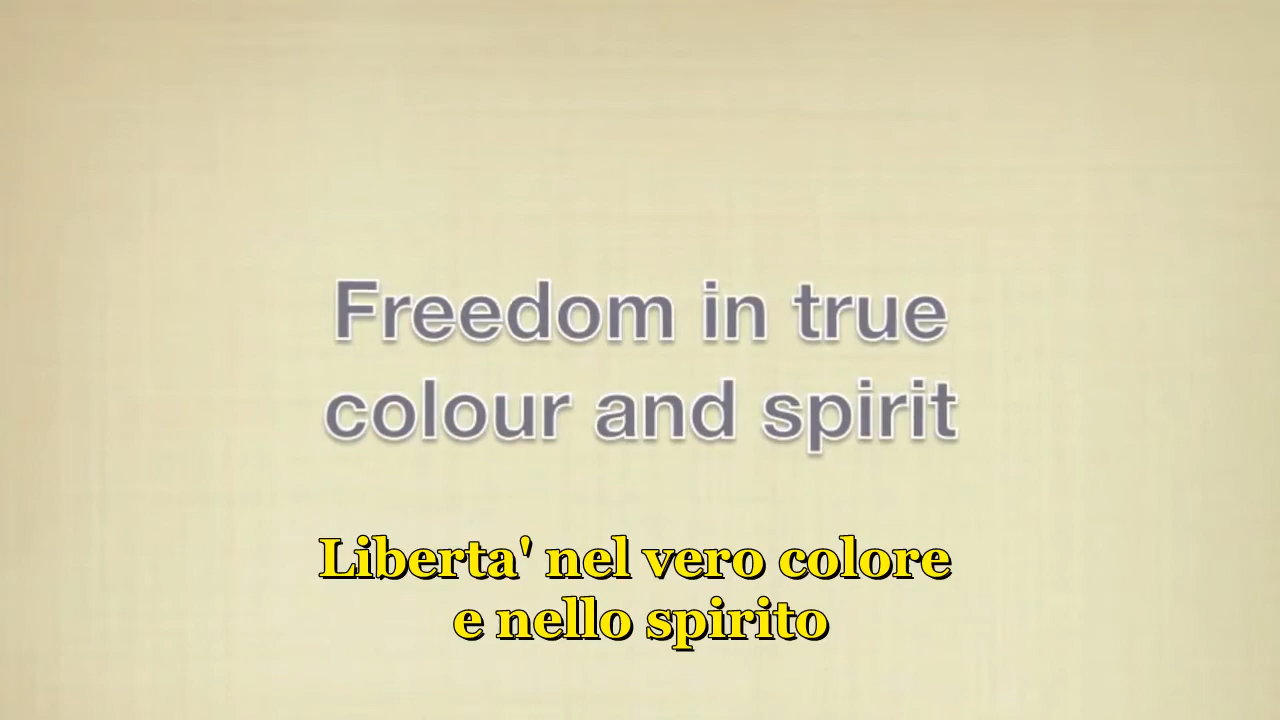 Freedom in true
colour and spirit
Liberta' nel vero colore
e nello spirito